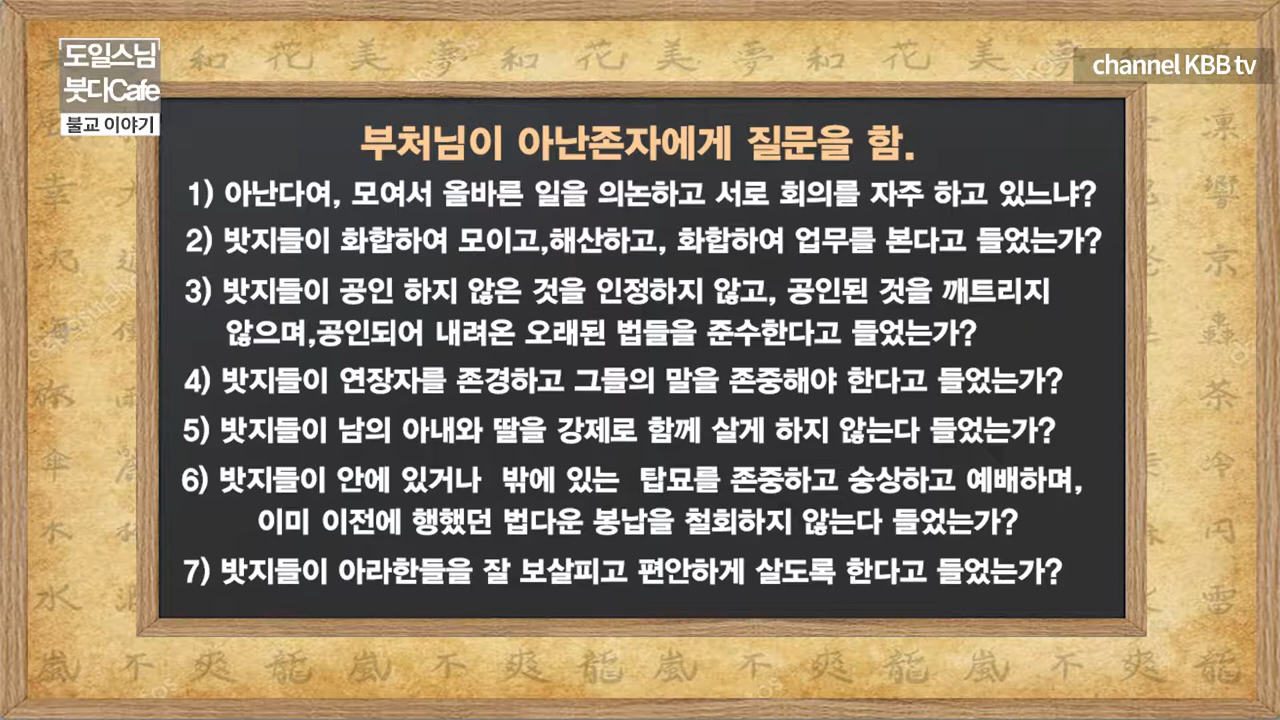 도일스님
붓다Cafe
불교 이야기
channel KBB tv
부처님이 아난존자에게 질문을 함.
1) 아난다여, 모여서 올바른 일을 의논하고 서로 회의를 자주 하고 있느냐?
2) 밧지들이 화합하여 모이고,해산하고, 화합하여 업무를 본다고 들었는가?
3) 밧지들이 공인 하지 않은 것을 인정하지 않고, 공인된 것을 깨트리지
않으며,공인되어 내려온 오래된 법들을 준수한다고 들었는가?
4) 밧지들이 연장자를 존경하고 그들의 말을 존중해야 한다고 들었는가?
5) 밧지들이 남의 아내와 딸을 강제로 함께 살게 하지 않는다 들었는가?
6) 밧지들이 안에 있거나 밖에 있는 탑묘를 존중하고 숭상하고 예배하며,
이미 이전에 행했던 법다운 봉납을 철회하지 않는다 들었는가?
7) 밧지들이 아라한들을 잘 보살피고 편안하게 살도록 한다고 들었는가?